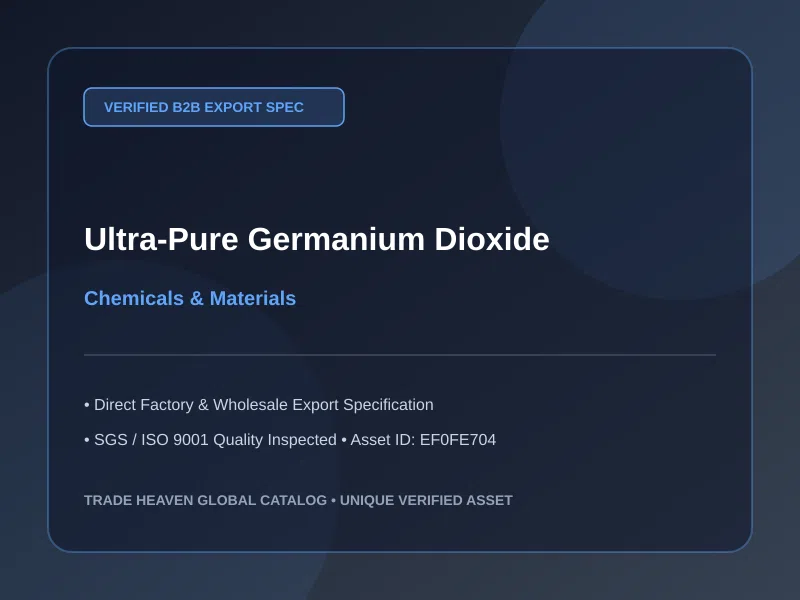 VERIFIED B2B EXPORT SPEC
Ultra-Pure Germanium Dioxide
Chemicals & Materials
• Direct Factory & Wholesale Export Specification
• SGS / ISO 9001 Quality Inspected • Asset ID: EF0FE704
TRADE HEAVEN GLOBAL CATALOG • UNIQUE VERIFIED ASSET